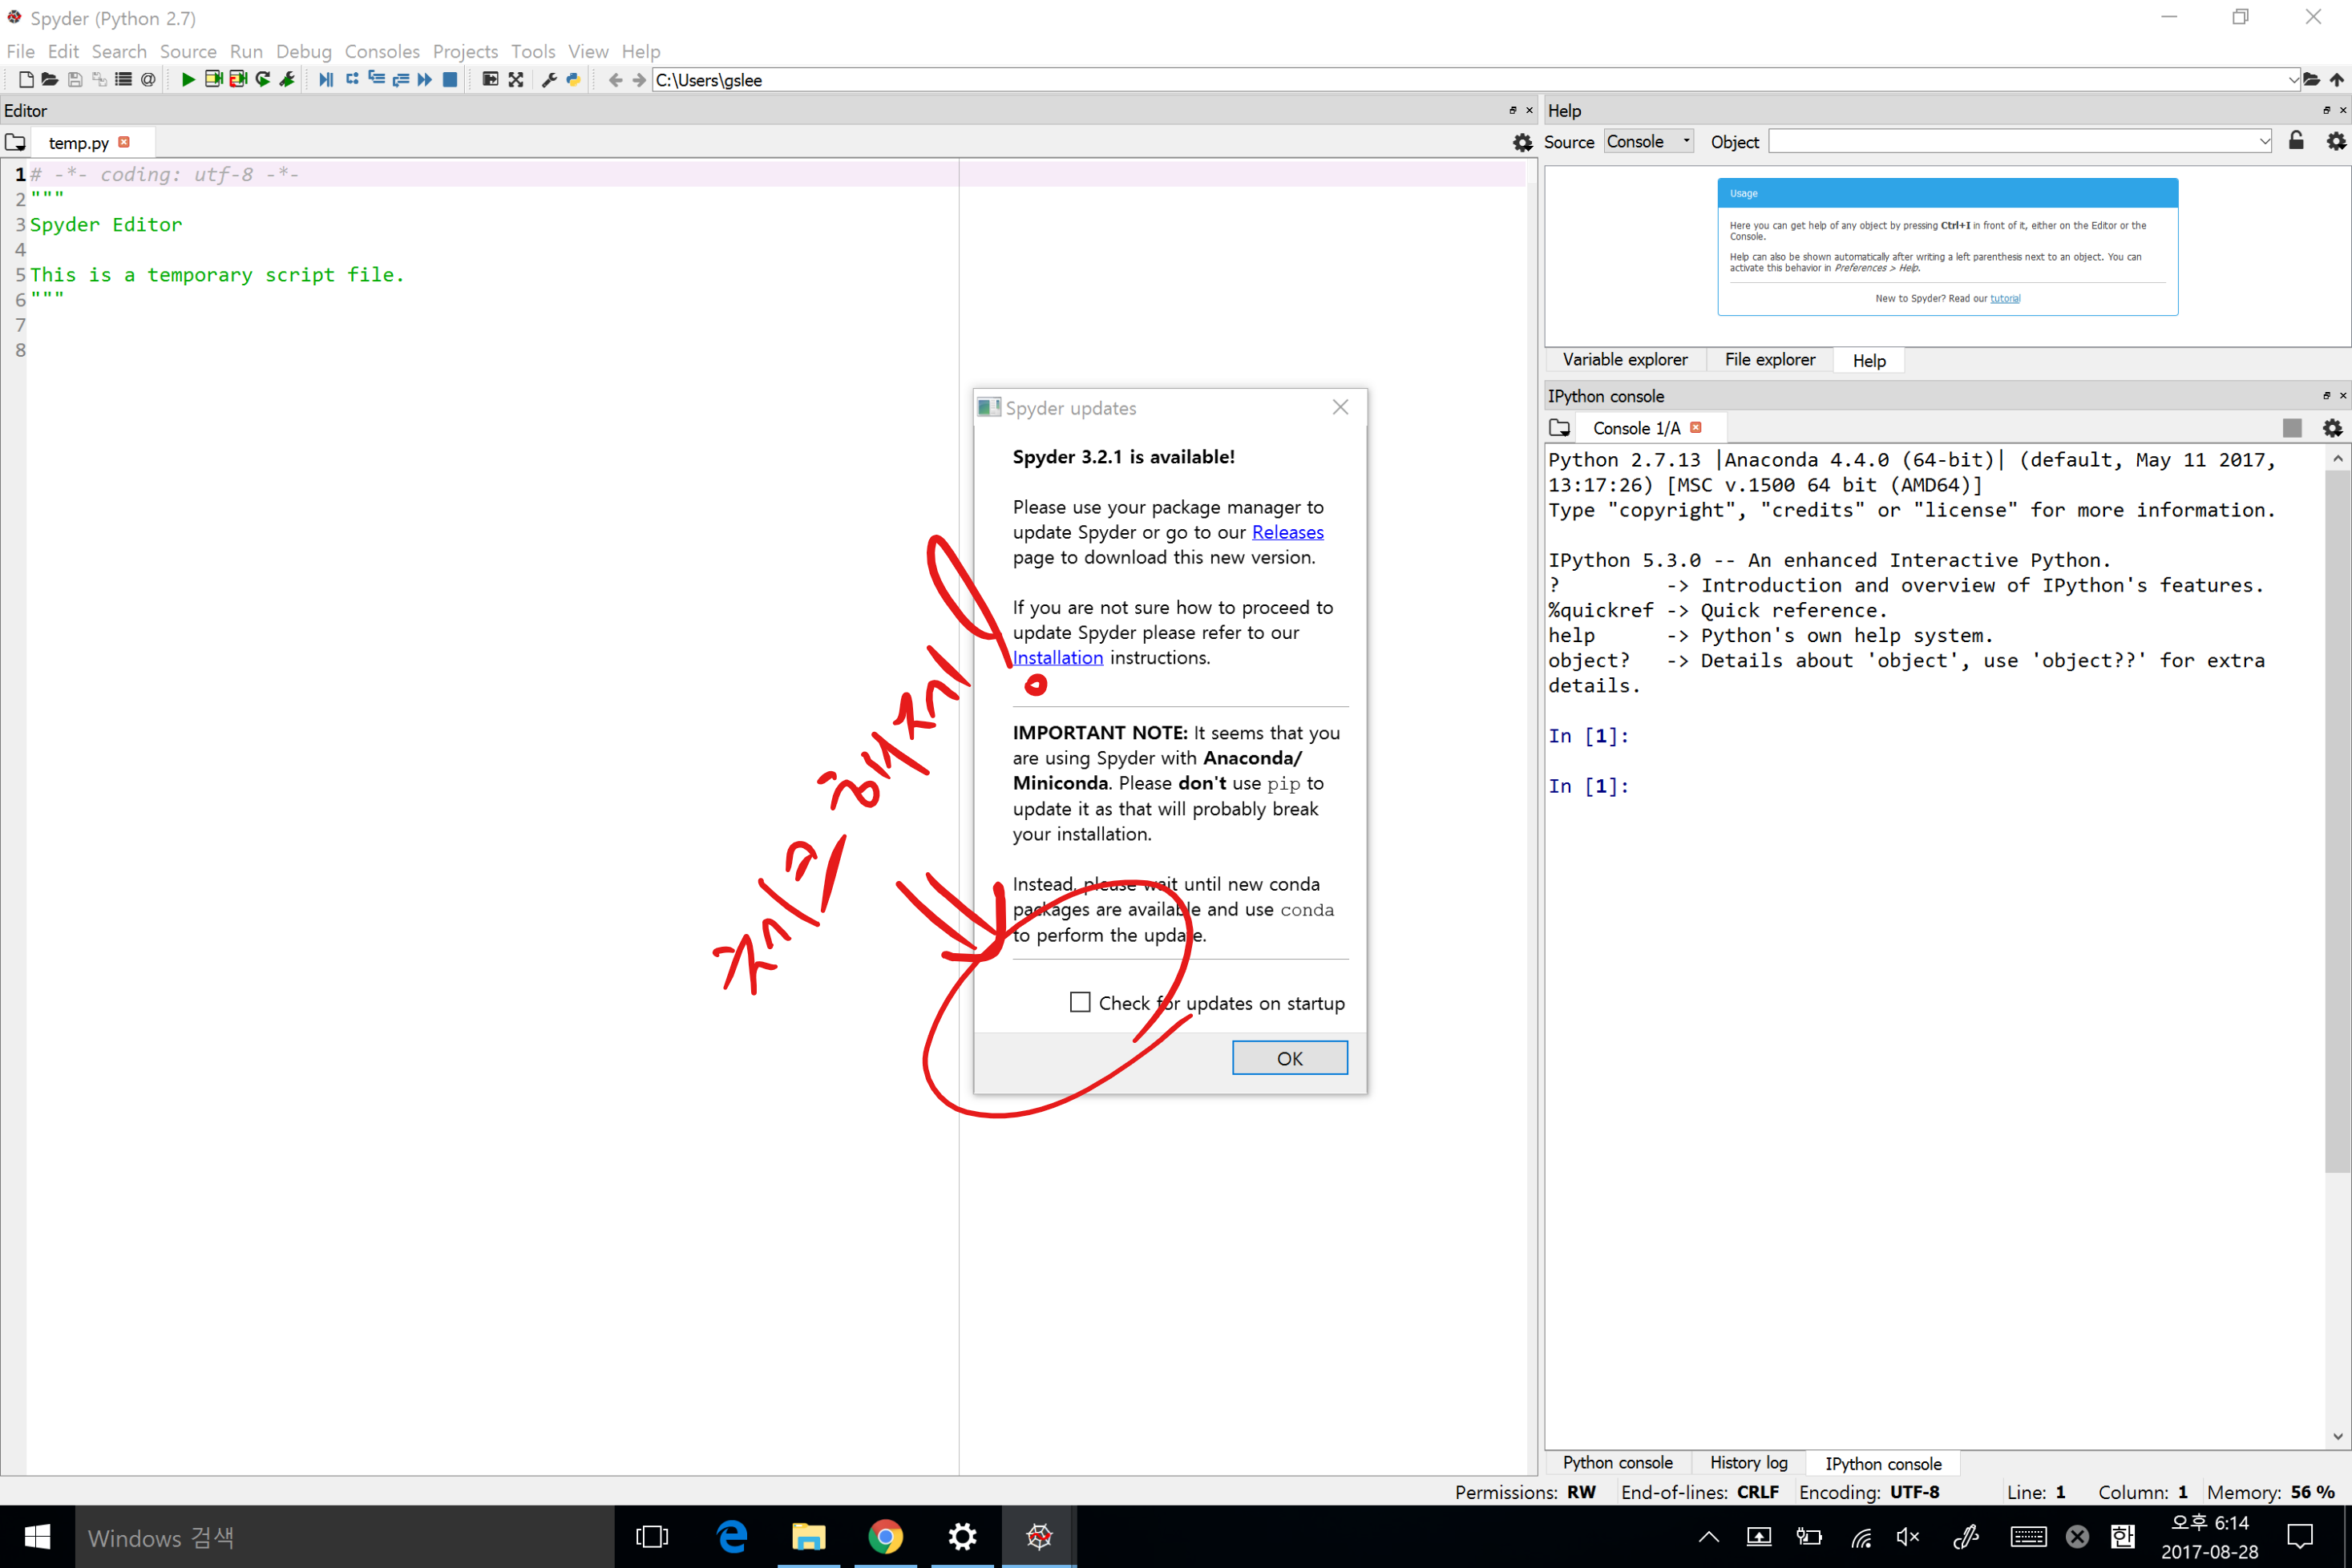 Spyder (Python 2.7)
File Edit Search Source Run Debug Consoles Projects Tools View Help
C:\Users\gslee
Editor
temp.py
1 # -*- coding: utf-8 -*-
2 """
3 Spyder Editor
4
5 This is a temporary script file.
6 """
7
8
Spyder updates
Spyder 3.2.1 is available!
Please use your package manager to
update Spyder or go to our Releases
page to download this new version.
If you are not sure how to proceed to
update Spyder please refer to our
Installation instructions.
IMPORTANT NOTE: It seems that you
are using Spyder with Anaconda/
Miniconda. Please don't use pip to
update it as that will probably break
your installation.
Instead, please wait until new conda
packages are available and use conda
to perform the update.
Check for updates on startup
OK
체크 해제!
Help
Source Console Object
Usage
Here you can get help of any object by pressing Ctrl+I in front of it, either on the Editor or the
Console.
Help can also be shown automatically after writing a left parenthesis next to an object. You can
activate this behavior in Preferences > Help.
New to Spyder? Read our tutorial
Variable explorer File explorer Help
IPython console
Console 1/A
Python 2.7.13 |Anaconda 4.4.0 (64-bit)| (default, May 11 2017,
13:17:26) [MSC v.1500 64 bit (AMD64)]
Type "copyright", "credits" or "license" for more information.
IPython 5.3.0 -- An enhanced Interactive Python.
? -> Introduction and overview of IPython's features.
%quickref -> Quick reference.
help -> Python's own help system.
object? -> Details about 'object', use 'object??' for extra
details.
In [1]:
In [1]:
Python console History log IPython console
Permissions: RW End-of-lines: CRLF Encoding: UTF-8 Line: 1 Column: 1 Memory: 56 %
Windows 검색
한
오후 6:14
2017-08-28